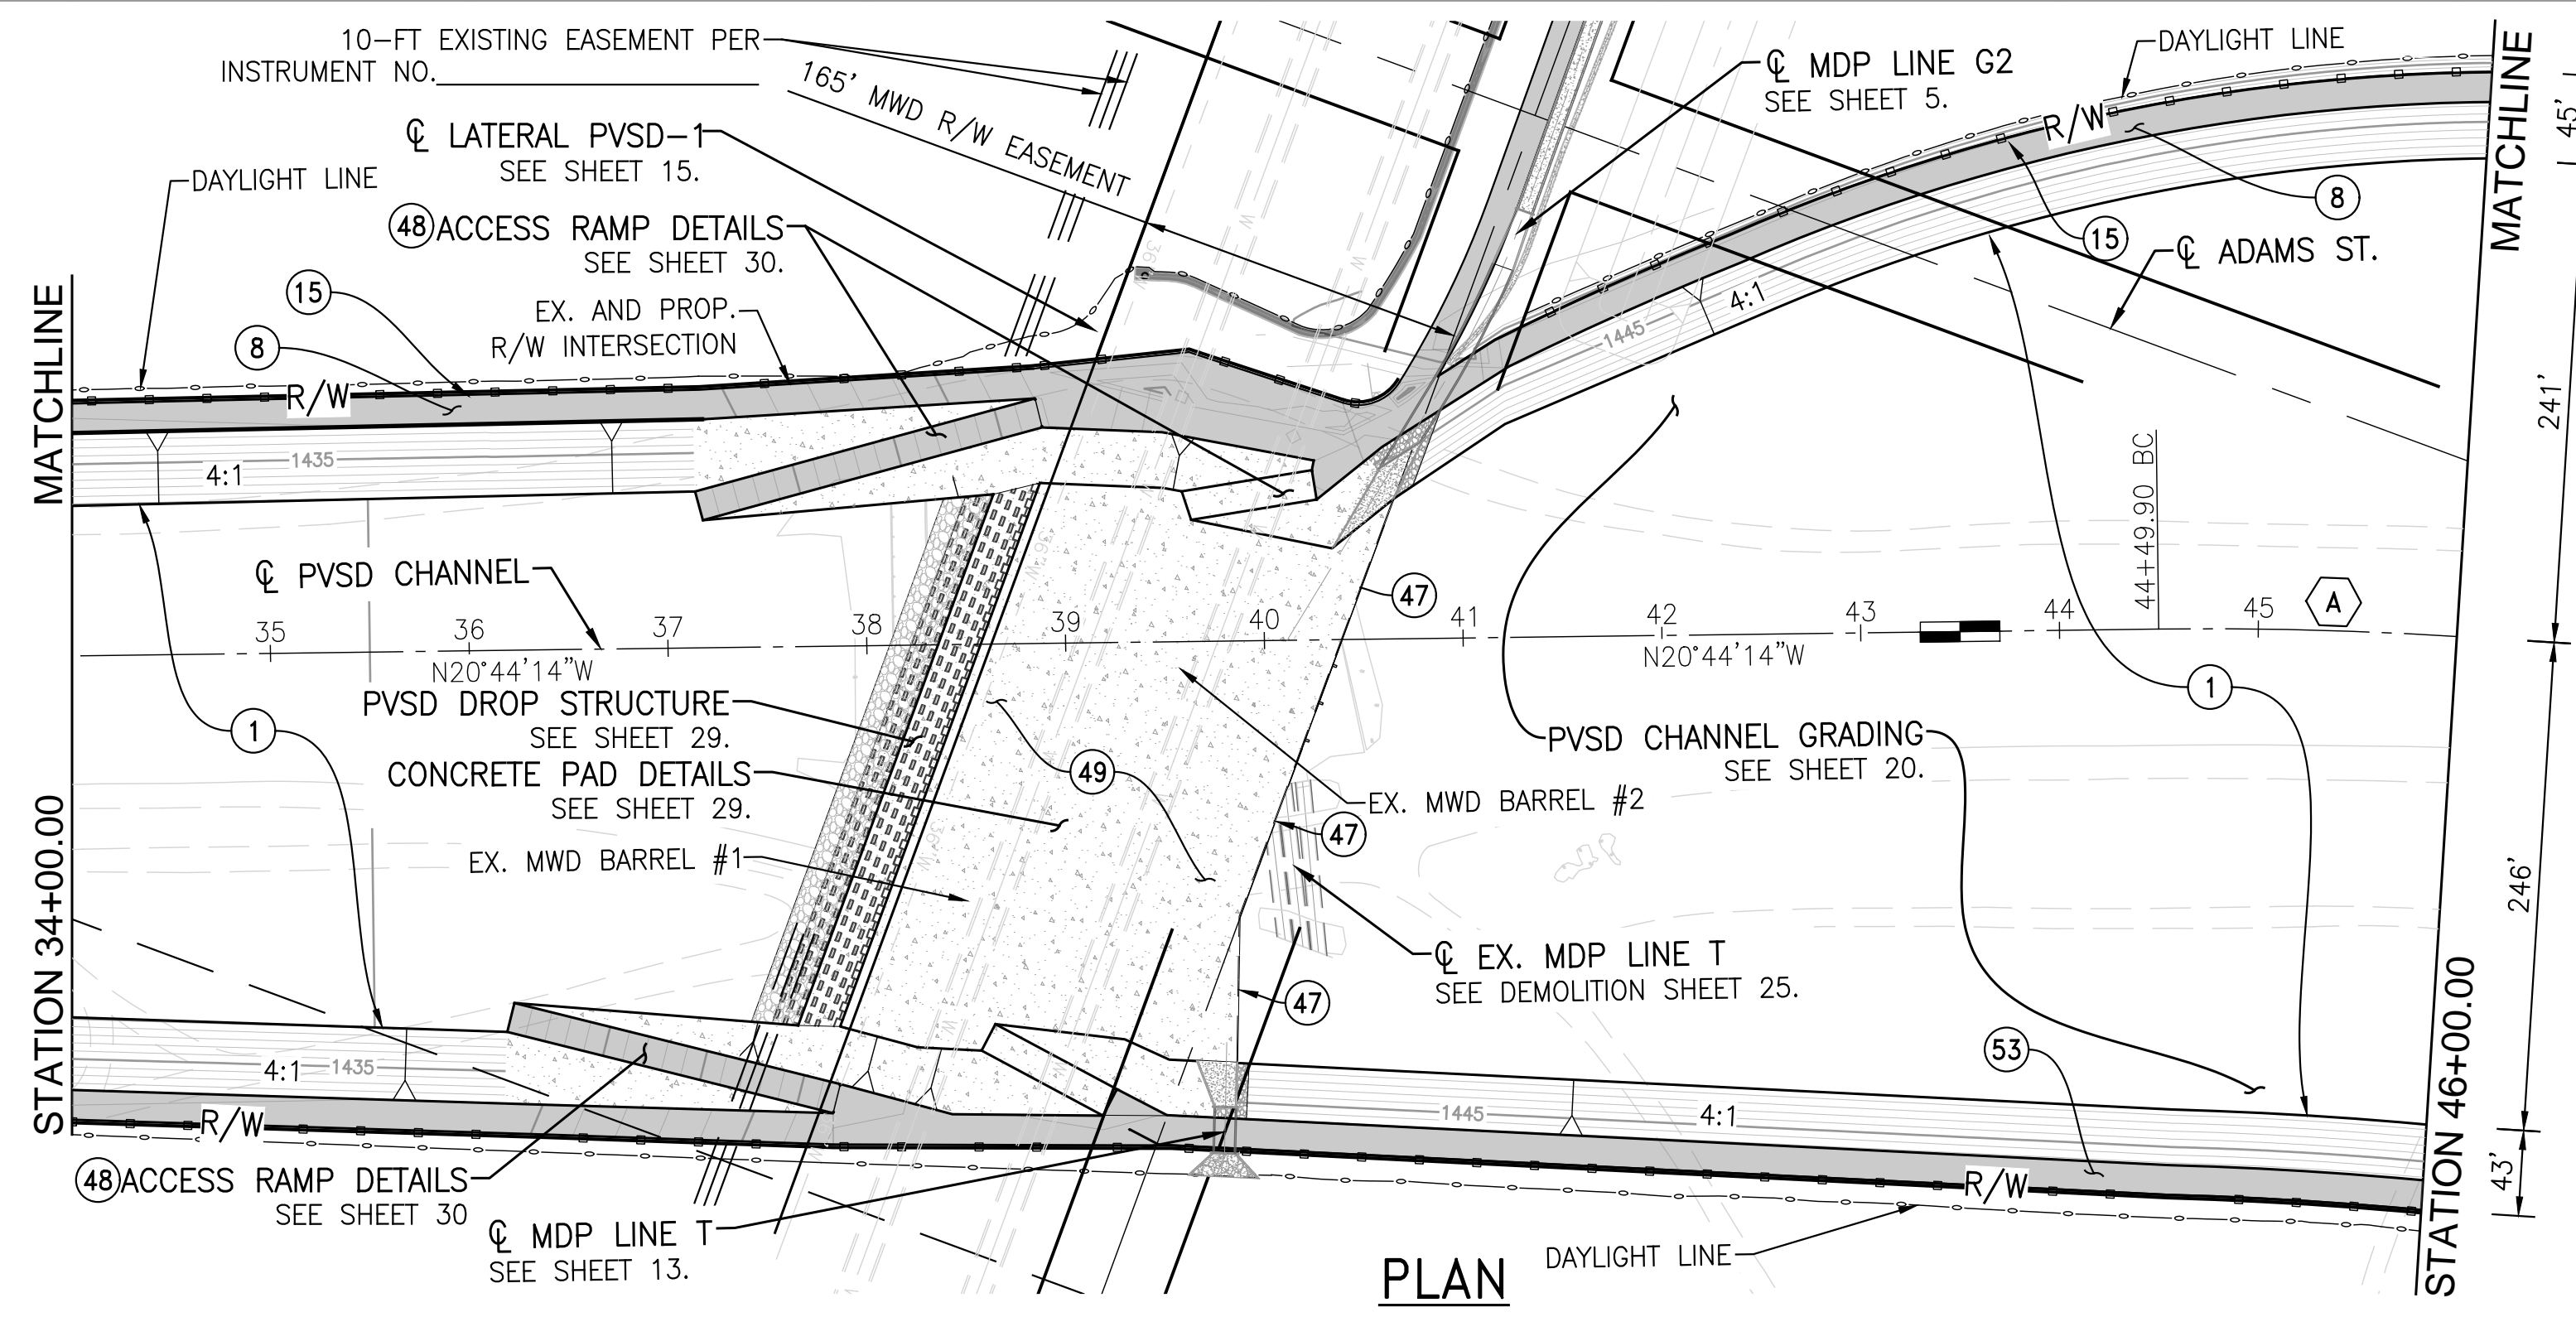 10-FT EXISTING EASEMENT PER
INSTRUMENT NO.
165' MWD R/W EASEMENT
℄ LATERAL PVSD-1
SEE SHEET 15.
DAYLIGHT LINE
48 ACCESS RAMP DETAILS
SEE SHEET 30.
15
EX. AND PROP.
R/W INTERSECTION
8
MATCHLINE
R/W
4:1
1435
℄ MDP LINE G2
SEE SHEET 5.
DAYLIGHT LINE
R/W
8
15
℄ ADAMS ST.
4:1
1445
MATCHLINE
45'
241'
44+49.90 BC
℄ PVSD CHANNEL
35
36
37
38
39
40
41
42
43
44
45
A
N20°44'14"W
N20°44'14"W
47
36"W
W
W
36"W
36"W
W
W
W
PVSD DROP STRUCTURE
SEE SHEET 29.
CONCRETE PAD DETAILS
SEE SHEET 29.
1
49
EX. MWD BARREL #1
EX. MWD BARREL #2
47
PVSD CHANNEL GRADING
SEE SHEET 20.
1
℄ EX. MDP LINE T
SEE DEMOLITION SHEET 25.
47
53
246'
43'
STATION 34+00.00
4:1
1435
R/W
48 ACCESS RAMP DETAILS
SEE SHEET 30
℄ MDP LINE T
SEE SHEET 13.
1445
4:1
R/W
DAYLIGHT LINE
STATION 46+00.00
PLAN